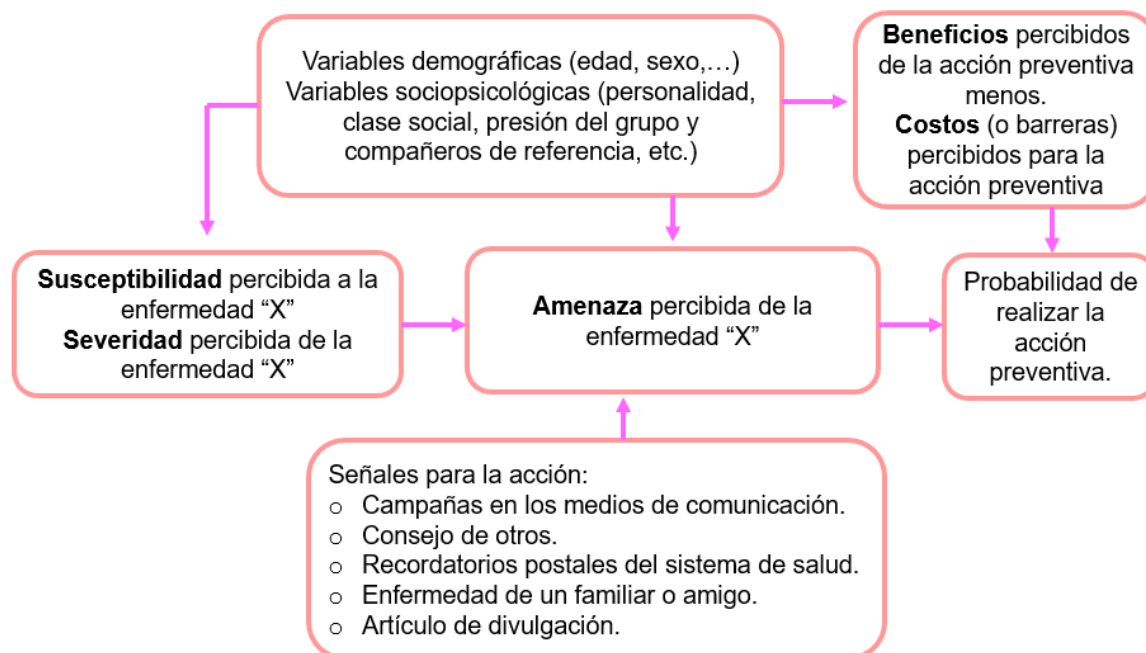 Variables demográficas (edad, sexo,…)
Variables sociopsicológicas (personalidad,
clase social, presión del grupo y
compañeros de referencia, etc.)
Beneficios percibidos
de la acción preventiva
menos.
Costos (o barreras)
percibidos para la
acción preventiva
Susceptibilidad percibida a la
enfermedad “X”
Severidad percibida de la
enfermedad “X”
Amenaza percibida de la
enfermedad “X”
Probabilidad de
realizar la
acción
preventiva.
Señales para la acción:
o Campañas en los medios de comunicación.
o Consejo de otros.
o Recordatorios postales del sistema de salud.
o Enfermedad de un familiar o amigo.
o Artículo de divulgación.